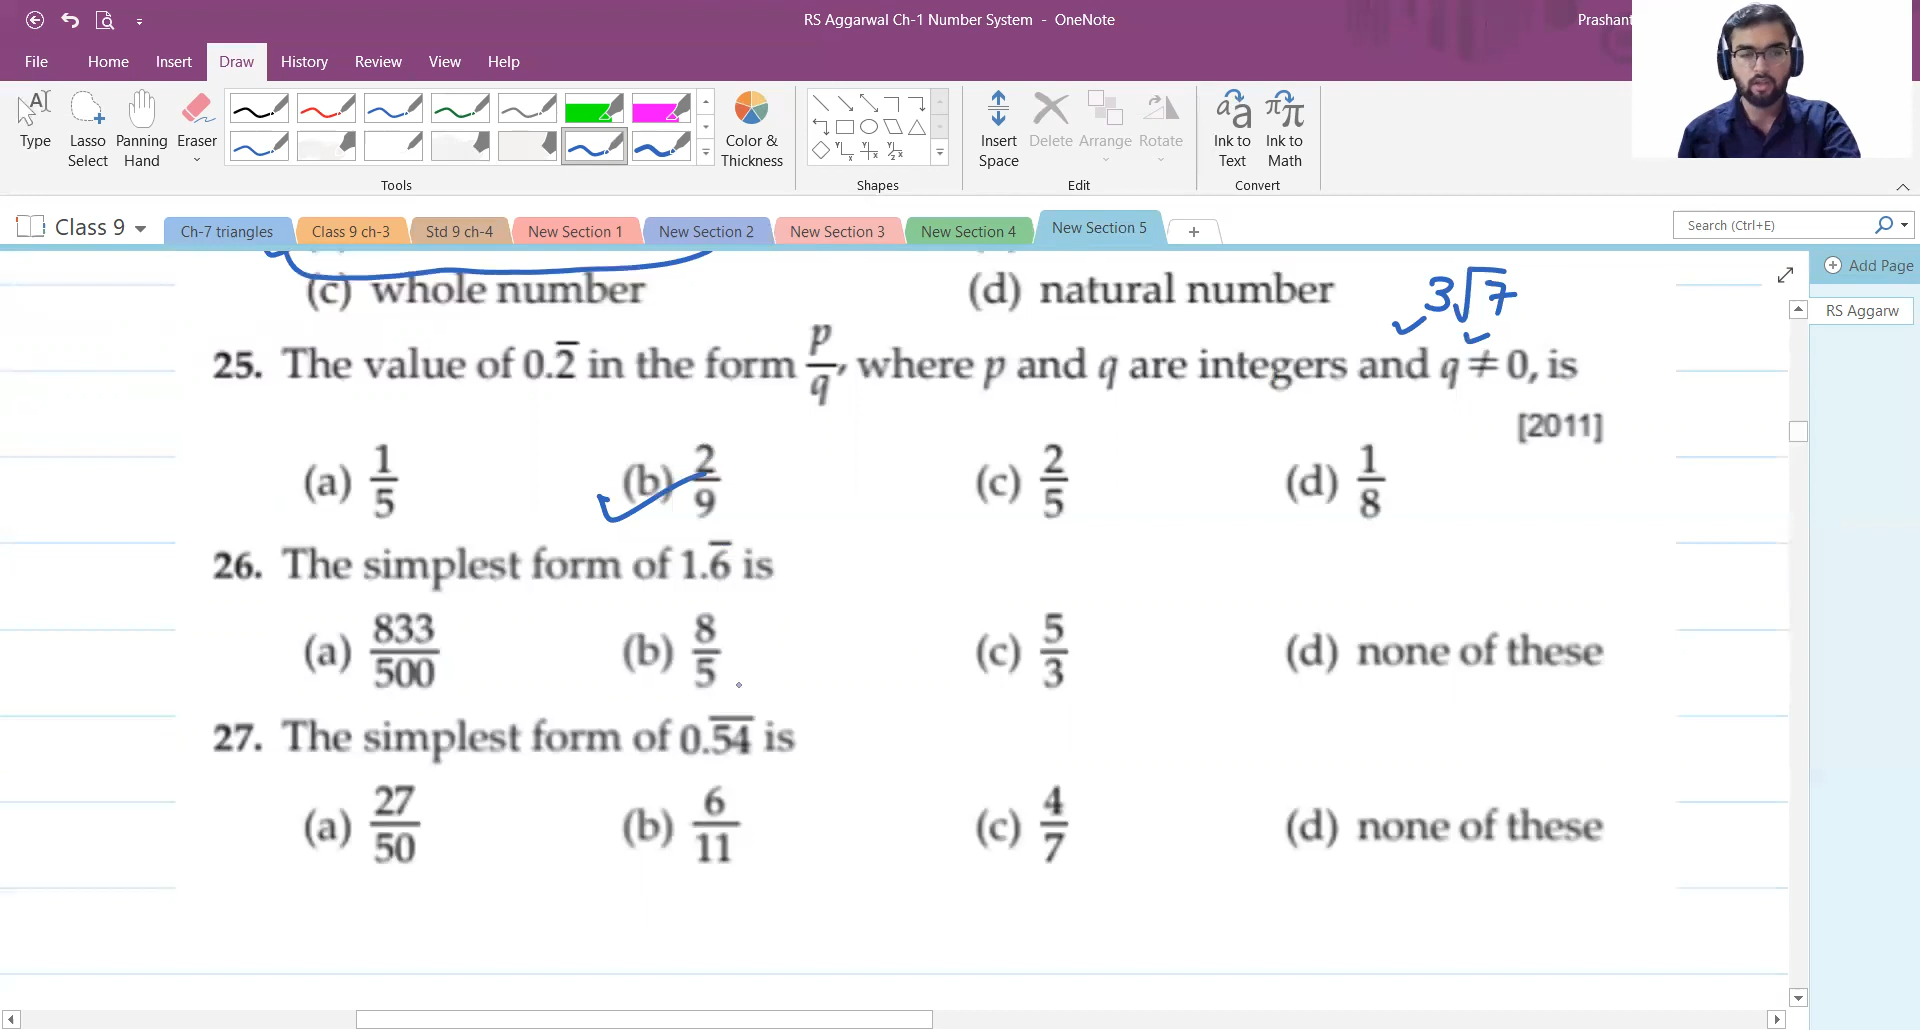 RS Aggarwal Ch-1 Number System - OneNote
Prashant
File Home Insert Draw History Review View Help
Type
Lasso Select
Panning Hand
Eraser
Color & Thickness
Insert Space
Delete
Arrange
Rotate
Ink to Text
Ink to Math
Tools
Shapes
Edit
Convert
Class 9
Ch-7 triangles
Class 9 ch-3
Std 9 ch-4
New Section 1
New Section 2
New Section 3
New Section 4
New Section 5
+
Search (Ctrl+E)
Add Page
RS Aggarw
(c) whole number (d) natural number
3√7
25. The value of 0.2̅ in the form p/q, where p and q are integers and q ≠ 0, is
[2011]
(a) 1/5 (b) 2/9 (c) 2/5 (d) 1/8
26. The simplest form of 1.6̅ is
(a) 833/500 (b) 8/5 (c) 5/3 (d) none of these
27. The simplest form of 0.5̅4̅ is
(a) 27/50 (b) 6/11 (c) 4/7 (d) none of these